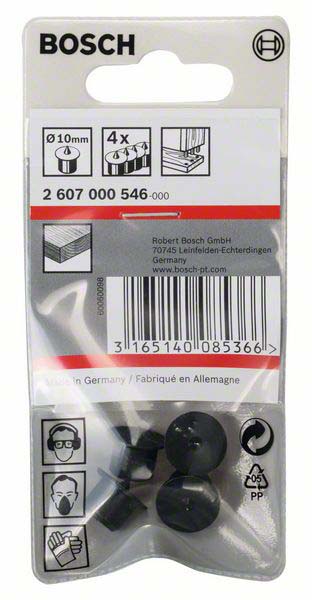 BOSCH
Ø10mm
4x
2 607 000 546-000
Robert Bosch GmbH
70745 Leinfelden-Echterdingen
Germany
www.bosch-pt.com
60060098
3 165140 085366 >
Made in Germany / Fabriqué en Allemagne
05
PP